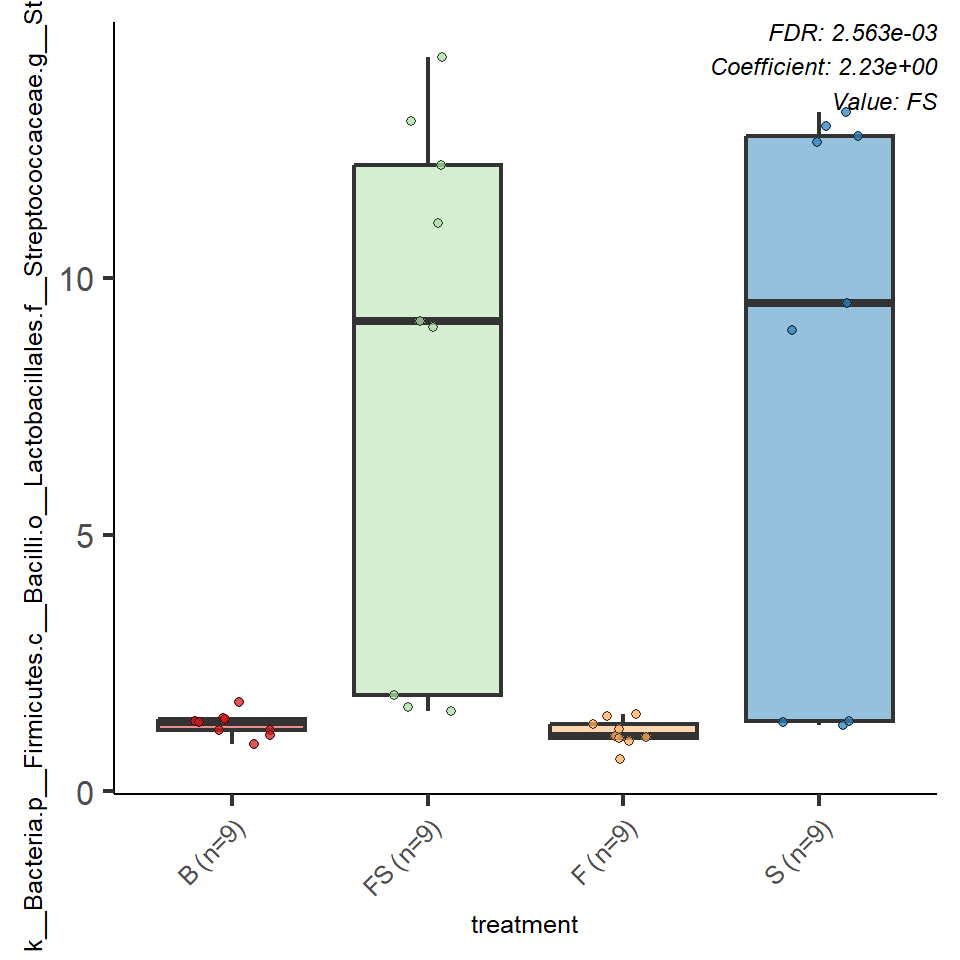 FDR: 2.563e-03
Coefficient: 2.23e+00
Value: FS
k__Bacteria.p__Firmicutes.c__Bacilli.o__Lactobacillales.f__Streptococcaceae.g__St
10
5
0
B (n=9)
FS (n=9)
F (n=9)
S (n=9)
treatment